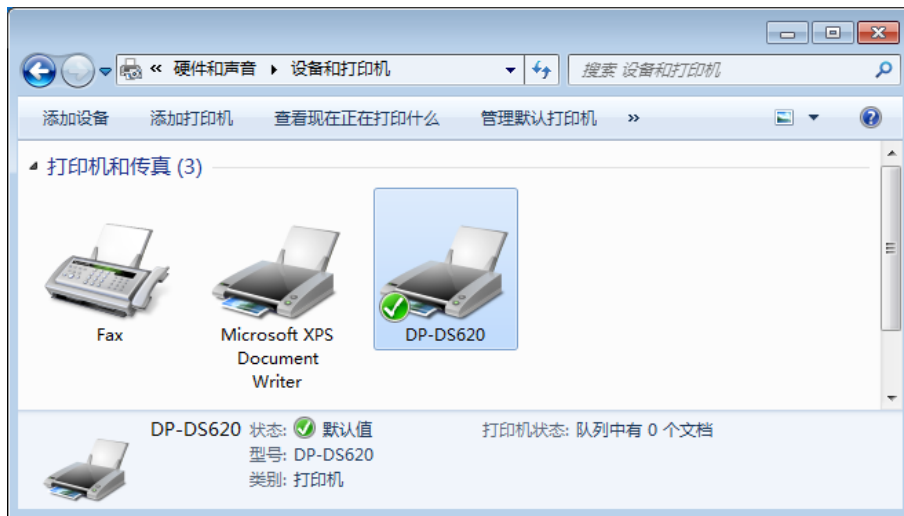 « 硬件和声音 ▸ 设备和打印机
搜索 设备和打印机
添加设备 添加打印机 查看现在正在打印什么 管理默认打印机 »
打印机和传真 (3)
Fax
Microsoft XPS
Document
Writer
DP-DS620
DP-DS620 状态: 默认值 打印机状态: 队列中有 0 个文档
型号: DP-DS620
类别: 打印机